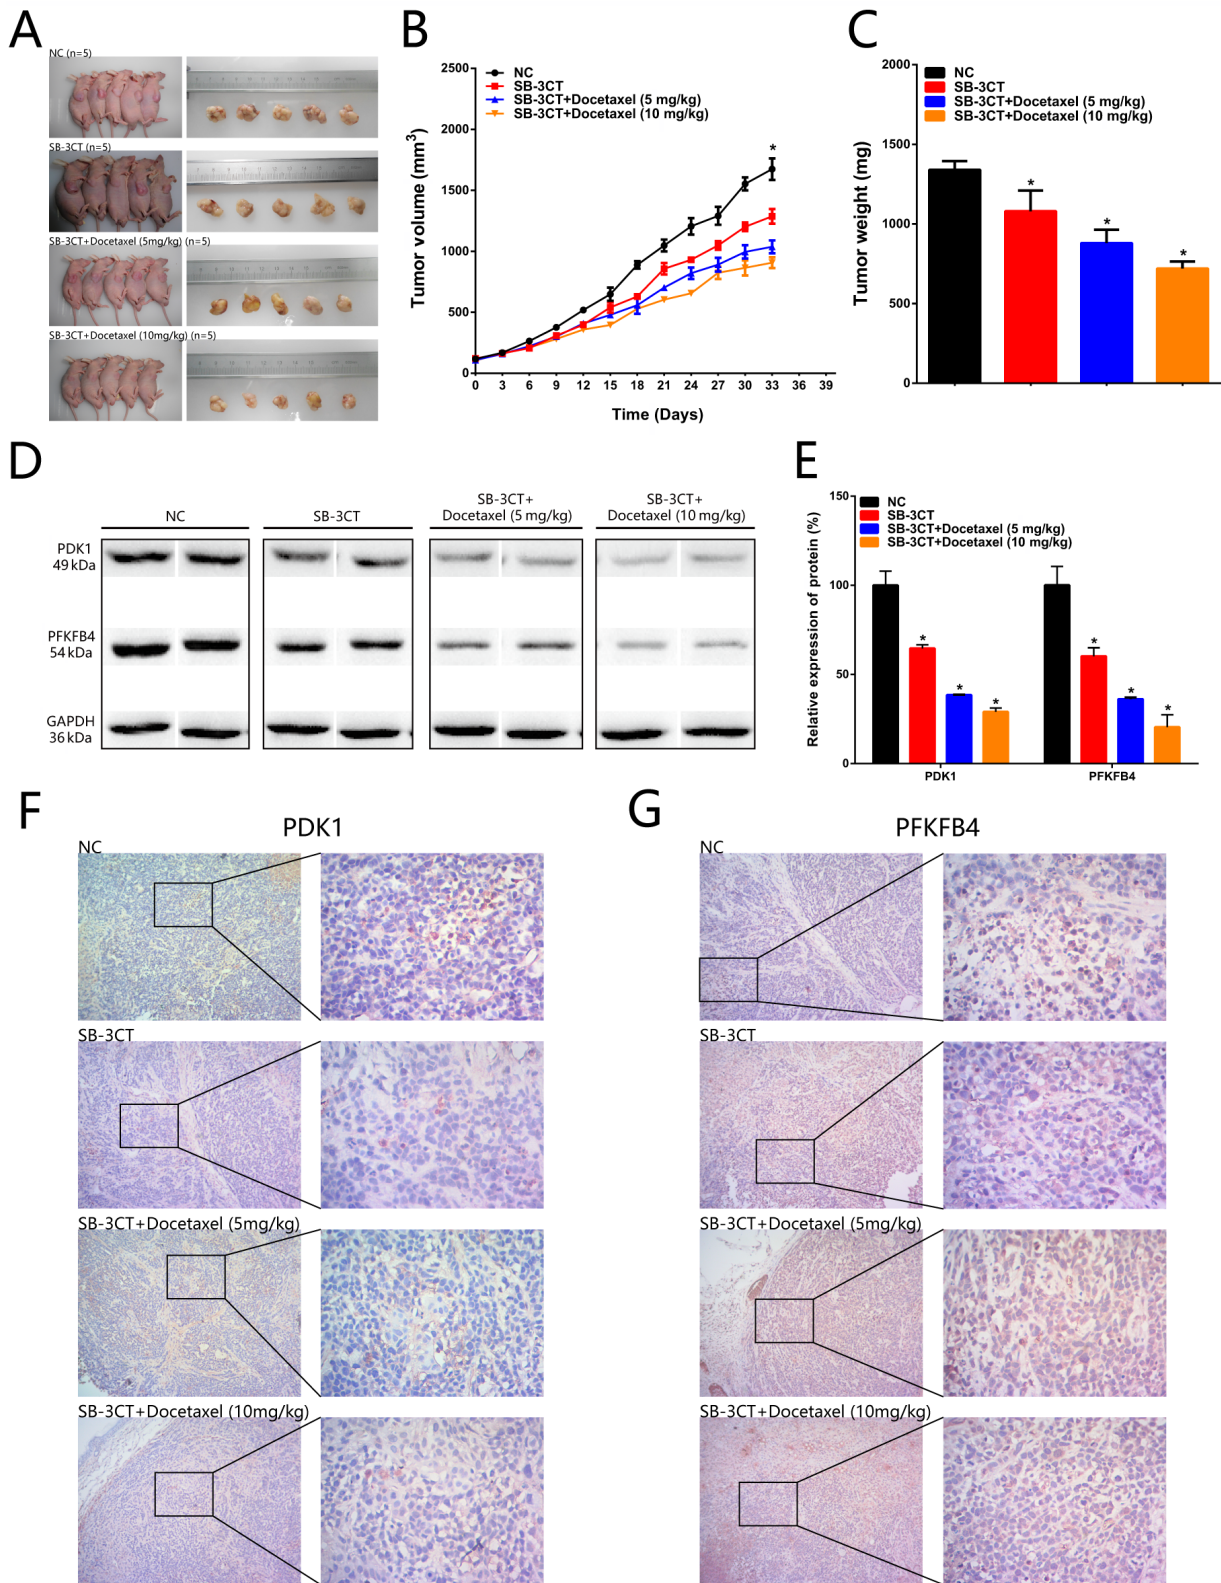 A
NC (n=5)
SB-3CT (n=5)
SB-3CT+Docetaxel (5mg/kg) (n=5)
SB-3CT+Docetaxel (10mg/kg) (n=5)
B
Tumor volume (mm³)
2500
2000
1500
1000
500
0
NC
SB-3CT
SB-3CT+Docetaxel (5 mg/kg)
SB-3CT+Docetaxel (10 mg/kg)
*
0 3 6 9 12 15 18 21 24 27 30 33 36 39
Time (Days)
C
Tumor weight (mg)
2000
1500
1000
500
0
NC
SB-3CT
SB-3CT+Docetaxel (5 mg/kg)
SB-3CT+Docetaxel (10 mg/kg)
* * *
D
NC
SB-3CT
SB-3CT+
Docetaxel (5 mg/kg)
SB-3CT+
Docetaxel (10 mg/kg)
PDK1
49 kDa
PFKFB4
54 kDa
GAPDH
36 kDa
E
Relative expression of protein (%)
150
100
50
0
NC
SB-3CT
SB-3CT+Docetaxel (5 mg/kg)
SB-3CT+Docetaxel (10 mg/kg)
* * * * * *
PDK1 PFKFB4
F
PDK1
NC
SB-3CT
SB-3CT+Docetaxel (5mg/kg)
SB-3CT+Docetaxel (10mg/kg)
G
PFKFB4
NC
SB-3CT
SB-3CT+Docetaxel (5mg/kg)
SB-3CT+Docetaxel (10mg/kg)